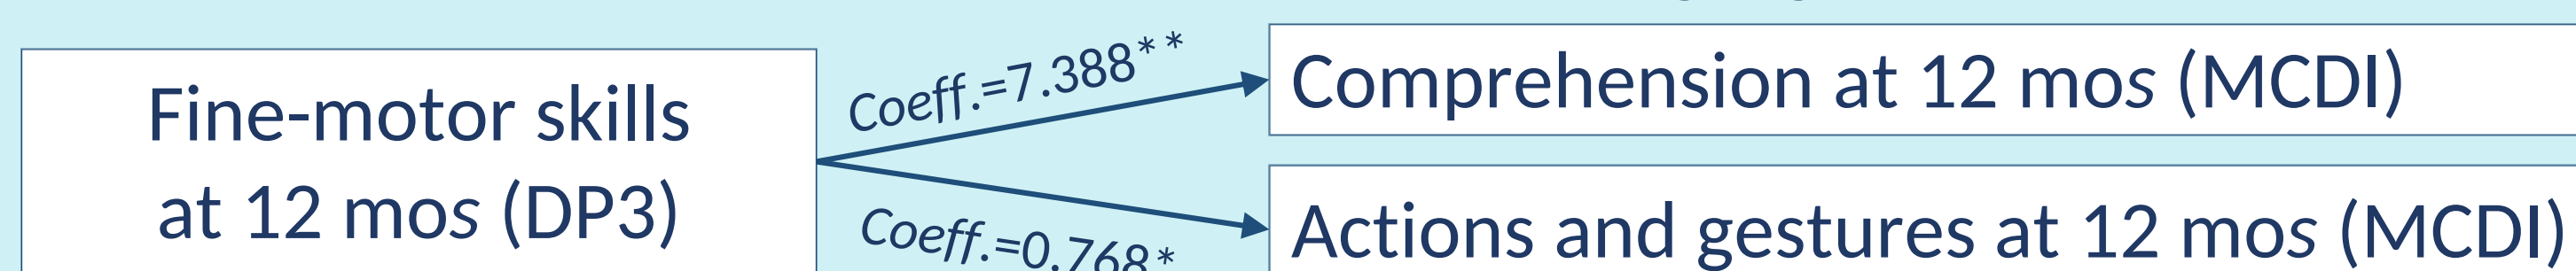 Fine-motor skills
at 12 mos (DP3)
Coeff.=7.388**
Coeff.=0.768*
Comprehension at 12 mos (MCDI)
Actions and gestures at 12 mos (MCDI)